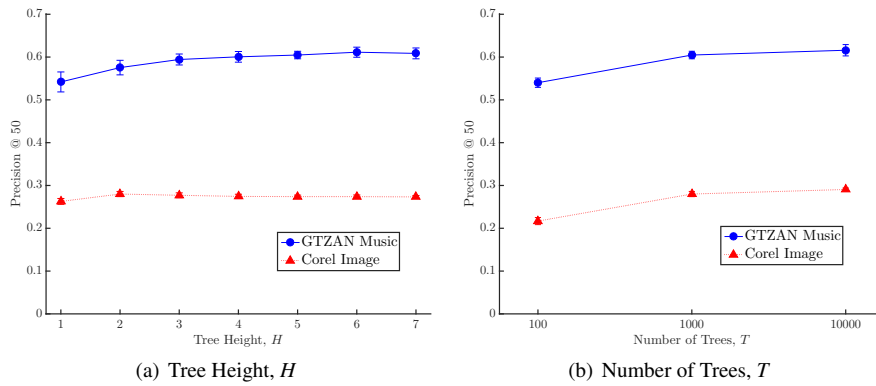 0.7
0.6
0.5
0.4
0.3
0.2
0.1
0
Precision @ 50
1 2 3 4 5 6 7
Tree Height, H
GTZAN Music
Corel Image
(a) Tree Height, H
0.7
0.6
0.5
0.4
0.3
0.2
0.1
0
Precision @ 50
100 1000 10000
Number of Trees, T
GTZAN Music
Corel Image
(b) Number of Trees, T